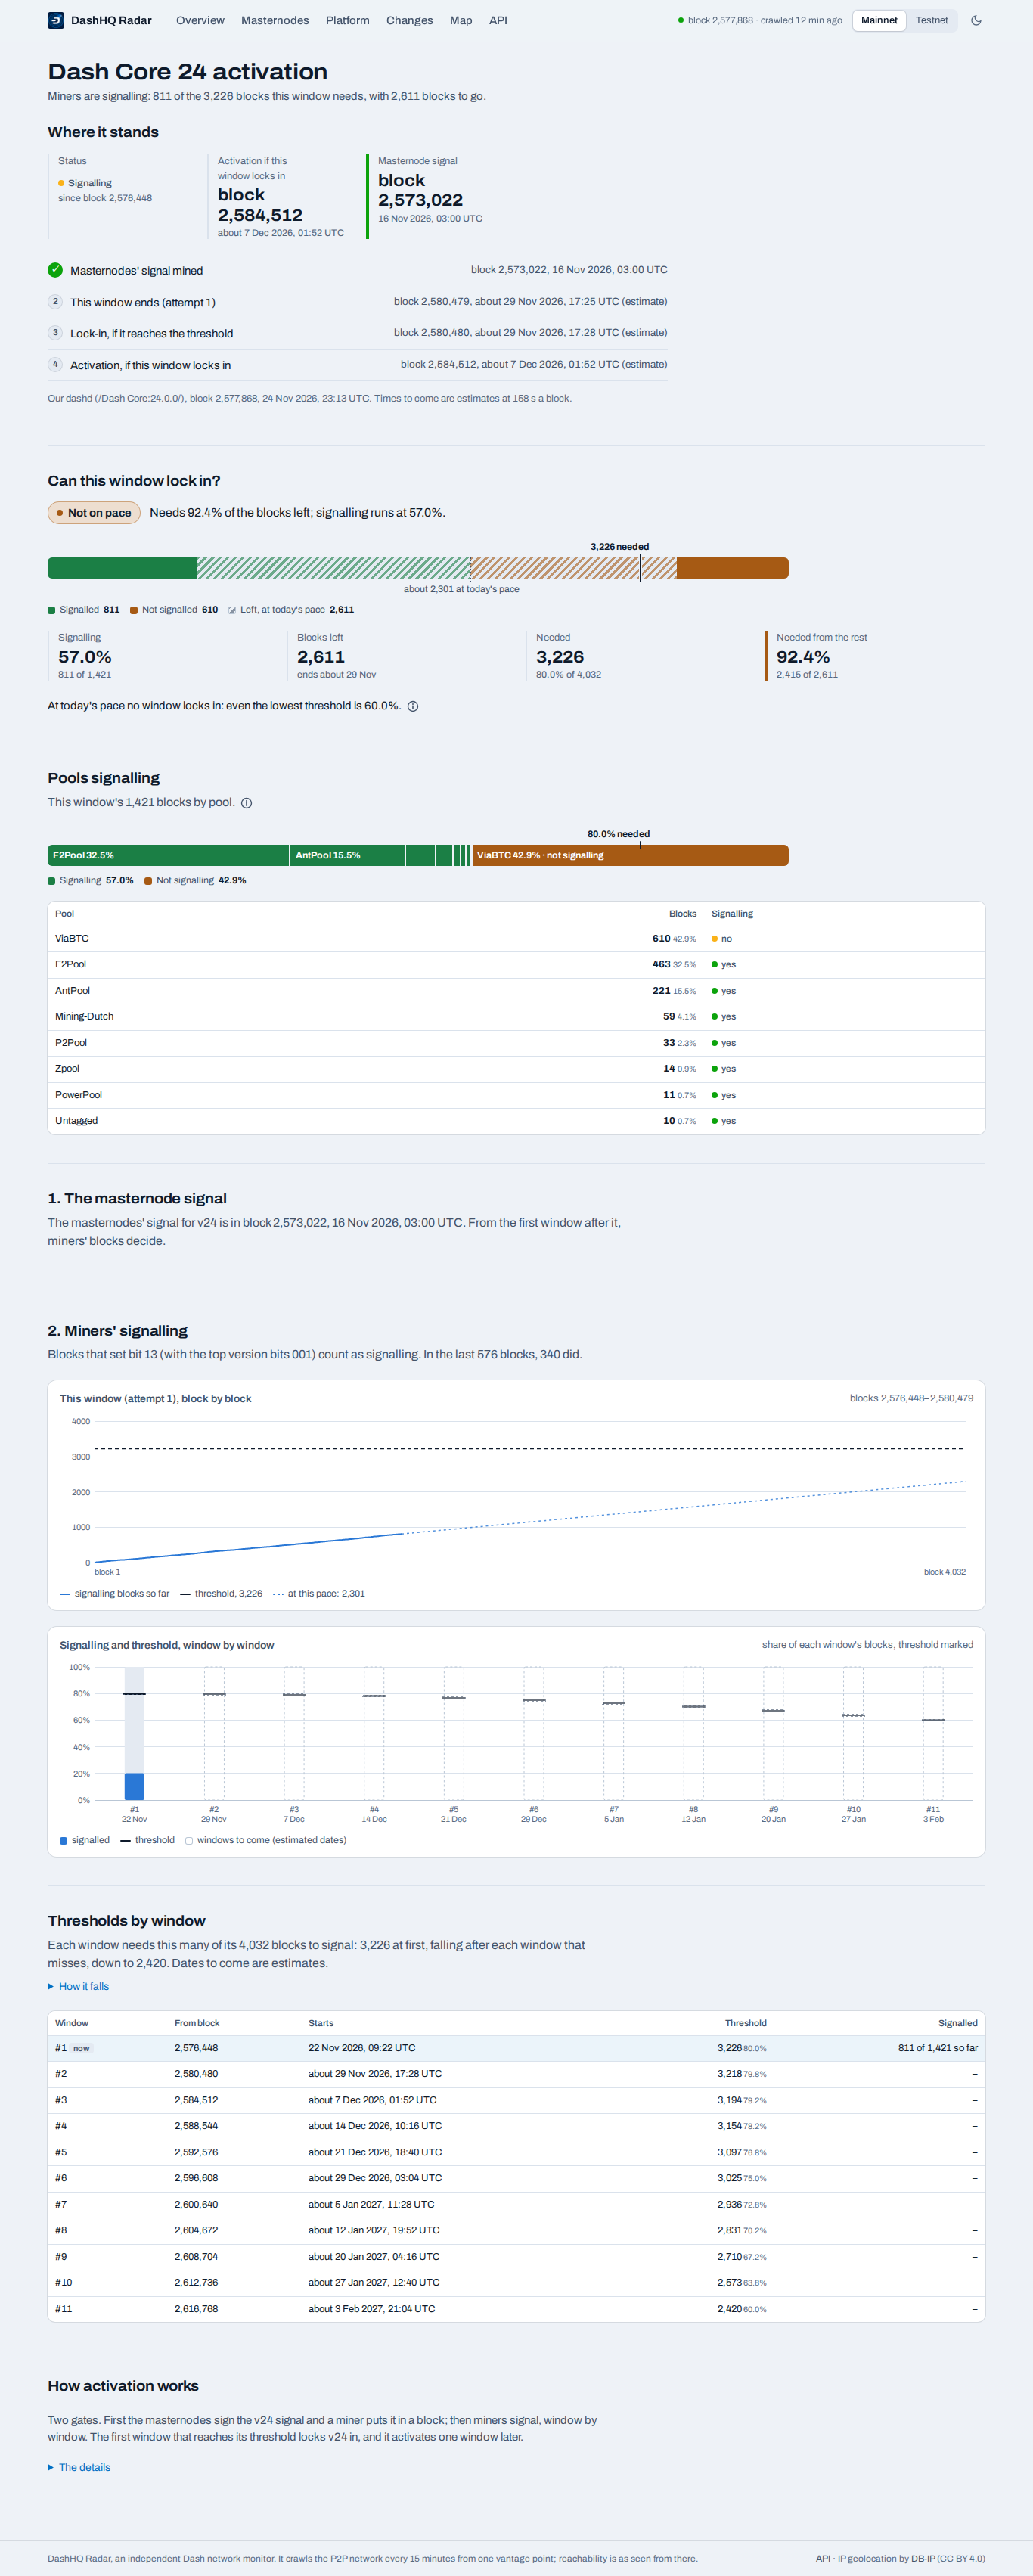 DashHQ Radar Overview Masternodes Platform Changes Map API block 2,577,868 · crawled 12 min ago Mainnet Testnet
Dash Core 24 activation
Miners are signalling: 811 of the 3,226 blocks this window needs, with 2,611 blocks to go.
Where it stands
Status
Signalling
since block 2,576,448
Activation if this
window locks in
block
2,584,512
about 7 Dec 2026, 01:52 UTC
Masternode signal
block
2,573,022
16 Nov 2026, 03:00 UTC
✓ Masternodes' signal mined block 2,573,022, 16 Nov 2026, 03:00 UTC
2 This window ends (attempt 1) block 2,580,479, about 29 Nov 2026, 17:25 UTC (estimate)
3 Lock-in, if it reaches the threshold block 2,580,480, about 29 Nov 2026, 17:28 UTC (estimate)
4 Activation, if this window locks in block 2,584,512, about 7 Dec 2026, 01:52 UTC (estimate)
Our dashd (/Dash Core:24.0.0/), block 2,577,868, 24 Nov 2026, 23:13 UTC. Times to come are estimates at 158 s a block.
Can this window lock in?
Not on pace Needs 92.4% of the blocks left; signalling runs at 57.0%.
3,226 needed
about 2,301 at today's pace
Signalled 811 Not signalled 610 Left, at today's pace 2,611
Signalling
57.0%
811 of 1,421
Blocks left
2,611
ends about 29 Nov
Needed
3,226
80.0% of 4,032
Needed from the rest
92.4%
2,415 of 2,611
At today's pace no window locks in: even the lowest threshold is 60.0%.
Pools signalling
This window's 1,421 blocks by pool.
80.0% needed
F2Pool 32.5% AntPool 15.5% ViaBTC 42.9% · not signalling
Signalling 57.0% Not signalling 42.9%
Pool Blocks Signalling
ViaBTC 610 42.9% no
F2Pool 463 32.5% yes
AntPool 221 15.5% yes
Mining-Dutch 59 4.1% yes
P2Pool 33 2.3% yes
Zpool 14 0.9% yes
PowerPool 11 0.7% yes
Untagged 10 0.7% yes
1. The masternode signal
The masternodes' signal for v24 is in block 2,573,022, 16 Nov 2026, 03:00 UTC. From the first window after it,
miners' blocks decide.
2. Miners' signalling
Blocks that set bit 13 (with the top version bits 001) count as signalling. In the last 576 blocks, 340 did.
This window (attempt 1), block by block blocks 2,576,448–2,580,479
4000
3000
2000
1000
0
block 1 block 4,032
signalling blocks so far threshold, 3,226 at this pace: 2,301
Signalling and threshold, window by window share of each window's blocks, threshold marked
100%
80%
60%
40%
20%
0%
#1 #2 #3 #4 #5 #6 #7 #8 #9 #10 #11
22 Nov 29 Nov 7 Dec 14 Dec 21 Dec 29 Dec 5 Jan 12 Jan 20 Jan 27 Jan 3 Feb
signalled threshold windows to come (estimated dates)
Thresholds by window
Each window needs this many of its 4,032 blocks to signal: 3,226 at first, falling after each window that
misses, down to 2,420. Dates to come are estimates.
How it falls
Window From block Starts Threshold Signalled
#1 now 2,576,448 22 Nov 2026, 09:22 UTC 3,226 80.0% 811 of 1,421 so far
#2 2,580,480 about 29 Nov 2026, 17:28 UTC 3,218 79.8% –
#3 2,584,512 about 7 Dec 2026, 01:52 UTC 3,194 79.2% –
#4 2,588,544 about 14 Dec 2026, 10:16 UTC 3,154 78.2% –
#5 2,592,576 about 21 Dec 2026, 18:40 UTC 3,097 76.8% –
#6 2,596,608 about 29 Dec 2026, 03:04 UTC 3,025 75.0% –
#7 2,600,640 about 5 Jan 2027, 11:28 UTC 2,936 72.8% –
#8 2,604,672 about 12 Jan 2027, 19:52 UTC 2,831 70.2% –
#9 2,608,704 about 20 Jan 2027, 04:16 UTC 2,710 67.2% –
#10 2,612,736 about 27 Jan 2027, 12:40 UTC 2,573 63.8% –
#11 2,616,768 about 3 Feb 2027, 21:04 UTC 2,420 60.0% –
How activation works
Two gates. First the masternodes sign the v24 signal and a miner puts it in a block; then miners signal, window by
window. The first window that reaches its threshold locks v24 in, and it activates one window later.
The details
DashHQ Radar, an independent Dash network monitor. It crawls the P2P network every 15 minutes from one vantage point; reachability is as seen from there. API · IP geolocation by DB-IP (CC BY 4.0)